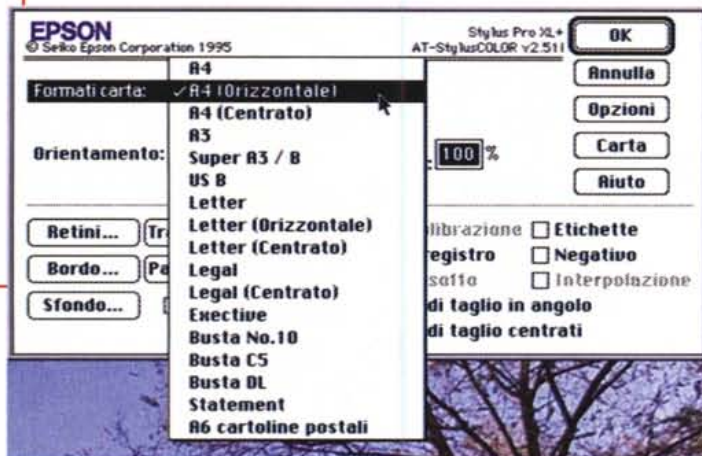 EPSON
© Seiko Epson Corporation 1995
Stylus Pro XL+
AT-StylusCOLOR v2.51I
OK
Annulla
Opzioni
Carta
Aiuto
Formati carta:
A4
✓A4 (Orizzontale)
A4 (Centrato)
A3
Super A3 / B
US B
Letter
Letter (Orizzontale)
Letter (Centrato)
Legal
Legal (Centrato)
Exective
Busta No.10
Busta C5
Busta DL
Statement
A6 cartoline postali
Orientamento:
100 %
Retini...
Bordo...
Sfondo...
Etichette
Negativo
Interpolazione
di taglio in angolo
di taglio centrati